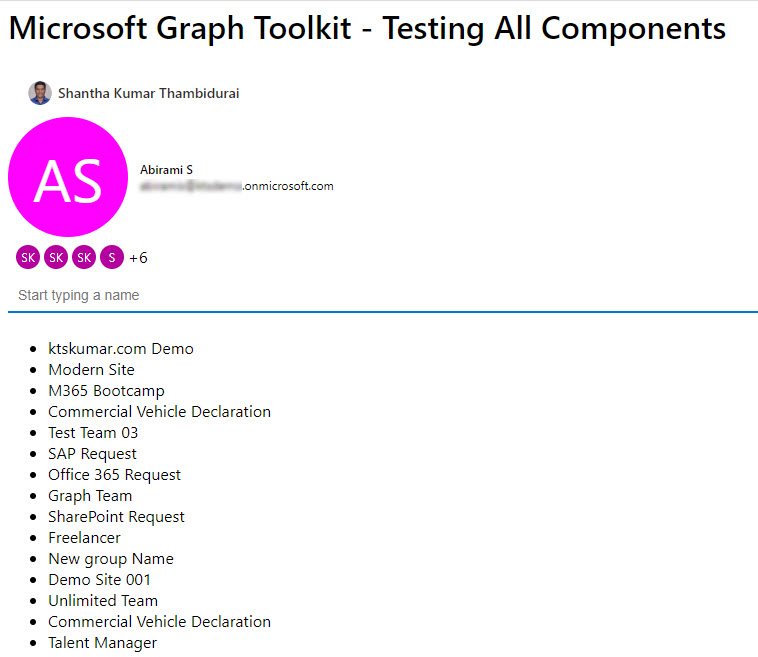 Microsoft Graph Toolkit - Testing All Components
Shantha Kumar Thambidurai
AS
Abirami S
.onmicrosoft.com
SK SK SK S +6
Start typing a name
ktskumar.com Demo
Modern Site
M365 Bootcamp
Commercial Vehicle Declaration
Test Team 03
SAP Request
Office 365 Request
Graph Team
SharePoint Request
Freelancer
New group Name
Demo Site 001
Unlimited Team
Commercial Vehicle Declaration
Talent Manager